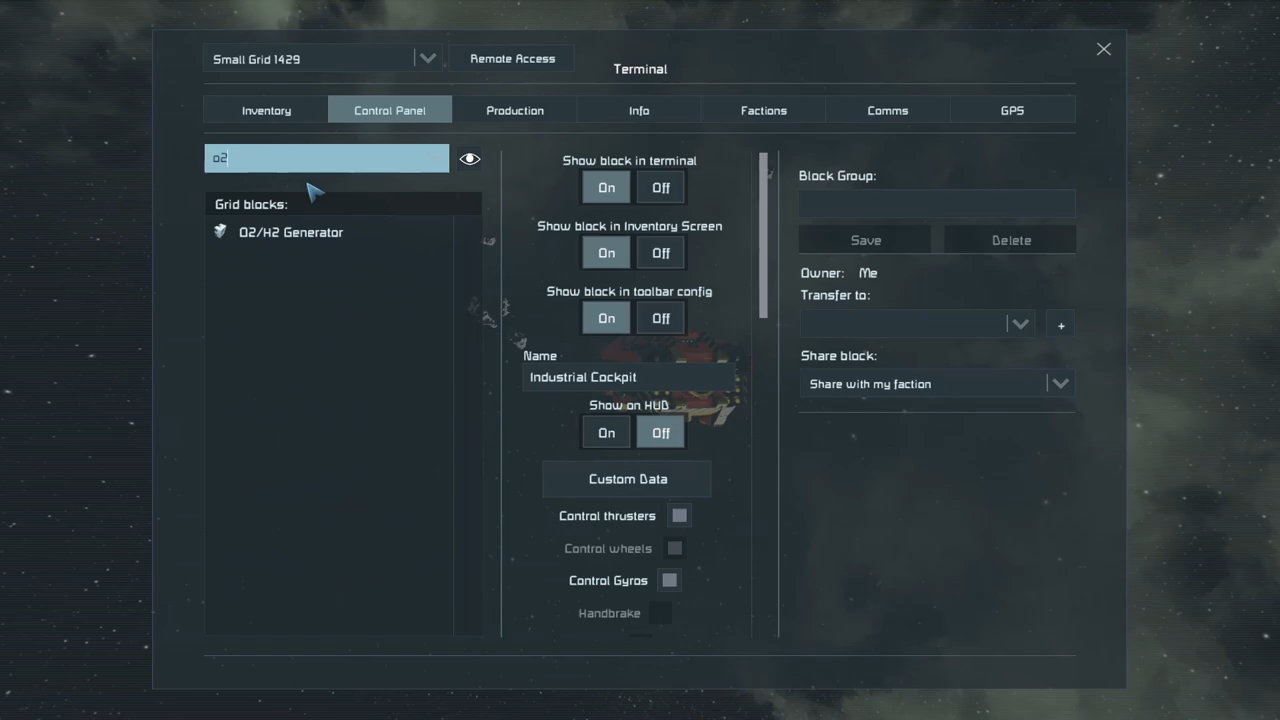 Small Grid 1429
Remote Access
Terminal
Inventory
Control Panel
Production
Info
Factions
Comms
GPS
o2
Grid blocks:
O2/H2 Generator
Show block in terminal
On Off
Show block in Inventory Screen
On Off
Show block in toolbar config
On Off
Name
Industrial Cockpit
Show on HUD
On Off
Custom Data
Control thrusters
Control wheels
Control Gyros
Handbrake
Block Group:
Save
Delete
Owner: Me
Transfer to:
+
Share block:
Share with my faction